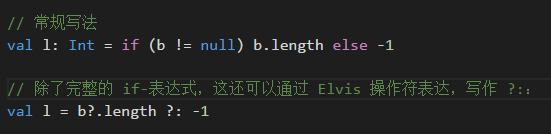 // 常规写法
val l: Int = if (b != null) b.length else -1
// 除了完整的 if-表达式，这还可以通过 Elvis 操作符表达，写作 ?:：
val l = b?.length ?: -1